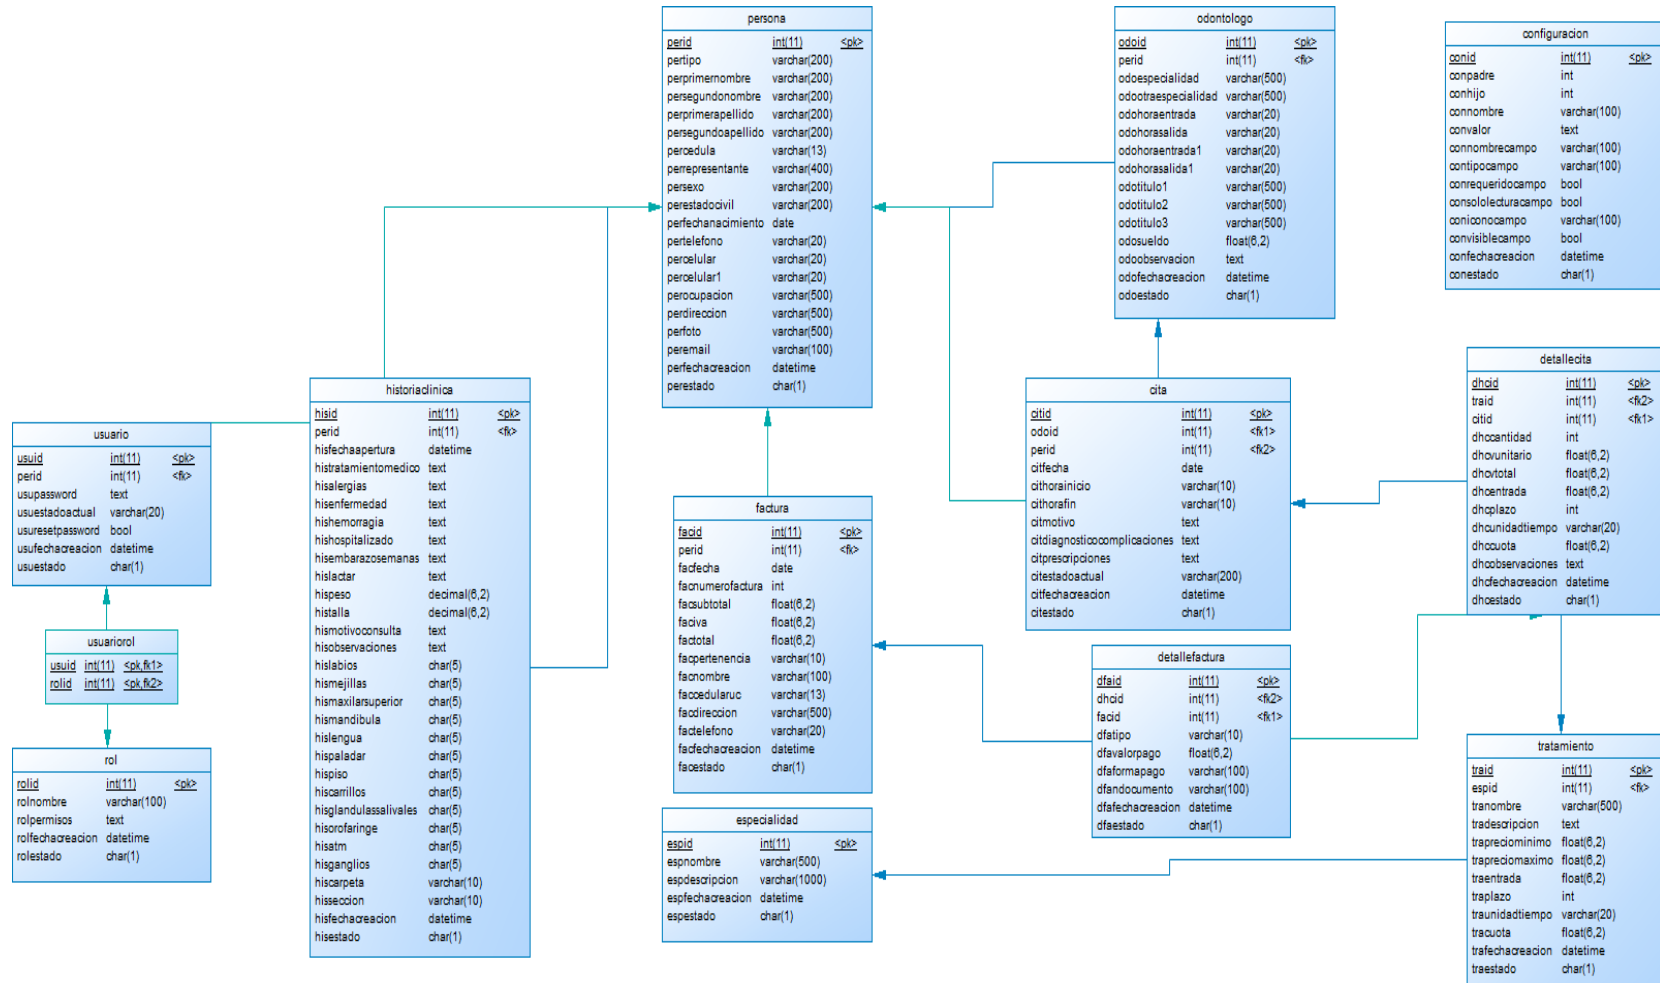 persona
perid int(11) <pk>
pertipo varchar(200)
perprimernombre varchar(200)
persegundonombre varchar(200)
perprimerapellido varchar(200)
persegundoapellido varchar(200)
percedula varchar(13)
perrepresentante varchar(400)
persexo varchar(200)
perestadocivil varchar(200)
perfechanacimiento date
pertelefono varchar(20)
percelular varchar(20)
percelular1 varchar(20)
perocupacion varchar(500)
perdireccion varchar(500)
perfoto varchar(500)
peremail varchar(100)
perfechacreacion datetime
perestado char(1)
odontologo
odoid int(11) <pk>
perid int(11) <fk>
odoespecialidad varchar(500)
odootraespecialidad varchar(500)
odohoraentrada varchar(20)
odohorasalida varchar(20)
odohoraentrada1 varchar(20)
odohorasalida1 varchar(20)
odotitulo1 varchar(500)
odotitulo2 varchar(500)
odotitulo3 varchar(500)
odosueldo float(6,2)
odoobservacion text
odofechacreacion datetime
odoestado char(1)
configuracion
conid int(11) <pk>
conpadre int
conhijo int
connombre varchar(100)
convalor text
connombrecampo varchar(100)
contipocampo varchar(100)
conrequeridocampo bool
consololecturacampo bool
coniconocampo varchar(100)
convisiblecampo bool
confechacreacion datetime
conestado char(1)
usuario
usuid int(11) <pk>
perid int(11) <fk>
usupassword text
usuestadoactual varchar(20)
usuresetpassword bool
usufechacreacion datetime
usuestado char(1)
usuariorol
usuid int(11) <pk,fk1>
rolid int(11) <pk,fk2>
rol
rolid int(11) <pk>
rolnombre varchar(100)
rolpermisos text
rolfechacreacion datetime
rolestado char(1)
historiaclinica
hisid int(11) <pk>
perid int(11) <fk>
hisfechaapertura datetime
histratamientomedico text
hisalergias text
hisenfermedad text
hishemorragia text
hishospitalizado text
hisembarazosemanas text
hislactar text
hispeso decimal(6,2)
histalla decimal(6,2)
hismotivoconsulta text
hisobservaciones text
hislabios char(5)
hismejillas char(5)
hismaxilarsuperior char(5)
hismandibula char(5)
hislengua char(5)
hispaladar char(5)
hispiso char(5)
hiscarrillos char(5)
hisglandulassalivales char(5)
hisorofaringe char(5)
hisatm char(5)
hisganglios char(5)
hiscarpeta varchar(10)
hisseccion varchar(10)
hisfechacreacion datetime
hisestado char(1)
factura
facid int(11) <pk>
perid int(11) <fk>
facfecha date
facnumerofactura int
facsubtotal float(6,2)
faciva float(6,2)
factotal float(6,2)
facpertenencia varchar(10)
facnombre varchar(100)
faccedularuc varchar(13)
facdireccion varchar(500)
factelefono varchar(20)
facfechacreacion datetime
facestado char(1)
especialidad
espid int(11) <pk>
espnombre varchar(500)
espdescripcion varchar(1000)
espfechacreacion datetime
espestado char(1)
cita
citid int(11) <pk>
odoid int(11) <fk1>
perid int(11) <fk2>
citfecha date
cithorainicio varchar(10)
cithorafin varchar(10)
citmotivo text
citdiagnosticocomplicaciones text
citprescripciones text
citestadoactual varchar(200)
citfechacreacion datetime
citestado char(1)
detallefactura
dfaid int(11) <pk>
dhcid int(11) <fk2>
facid int(11) <fk1>
dfatipo varchar(10)
dfavalorpago float(6,2)
dfaformapago varchar(100)
dfandocumento varchar(100)
dfafechacreacion datetime
dfaestado char(1)
detallecita
dhcid int(11) <pk>
traid int(11) <fk2>
citid int(11) <fk1>
dhccantidad int
dhcvunitario float(6,2)
dhcvtotal float(6,2)
dhcentrada float(6,2)
dhcplazo int
dhcunidadtiempo varchar(20)
dhccuota float(6,2)
dhcobservaciones text
dhcfechacreacion datetime
dhcestado char(1)
tratamiento
traid int(11) <pk>
espid int(11) <fk>
tranombre varchar(500)
tradescripcion text
trapreciominimo float(6,2)
trapreciomaximo float(6,2)
traentrada float(6,2)
traplazo int
traunidadtiempo varchar(20)
tracuota float(6,2)
trafechacreacion datetime
traestado char(1)